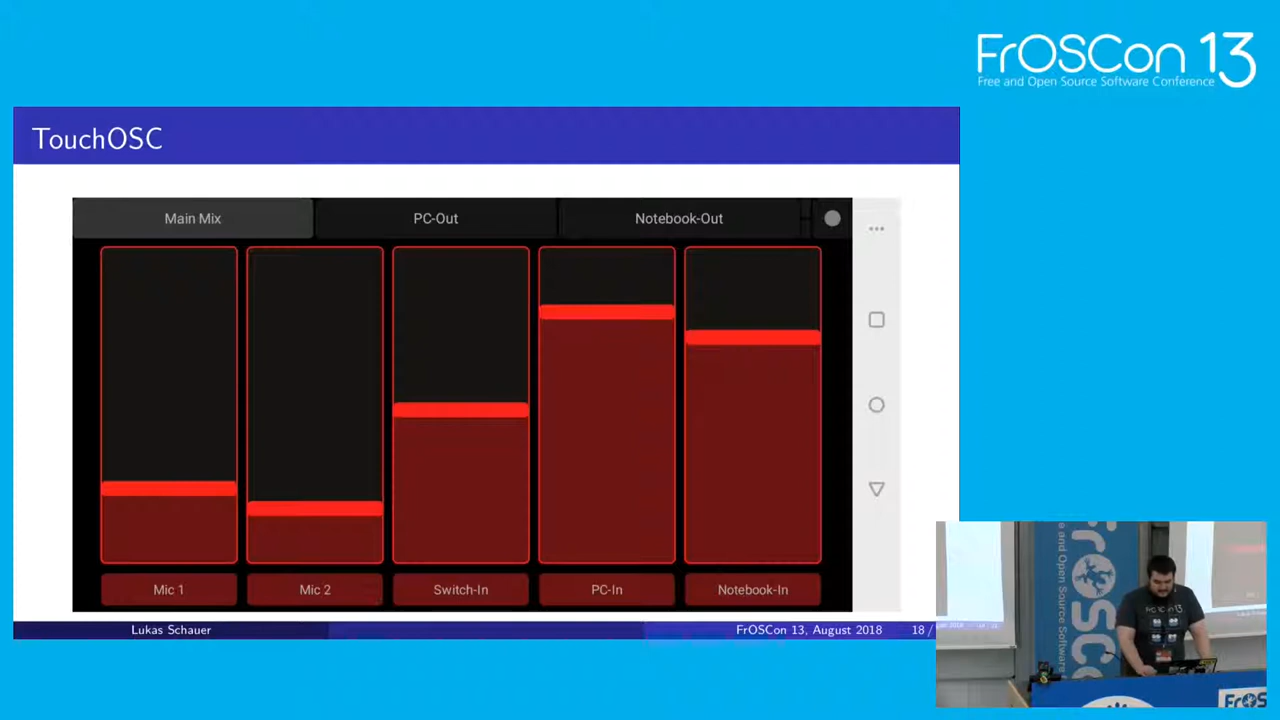 FrOSCon 13
Free and Open Source Software Conference
TouchOSC
Main Mix
PC-Out
Notebook-Out
Mic 1
Mic 2
Switch-In
PC-In
Notebook-In
Lukas Schauer
FrOSCon 13, August 2018
18 /